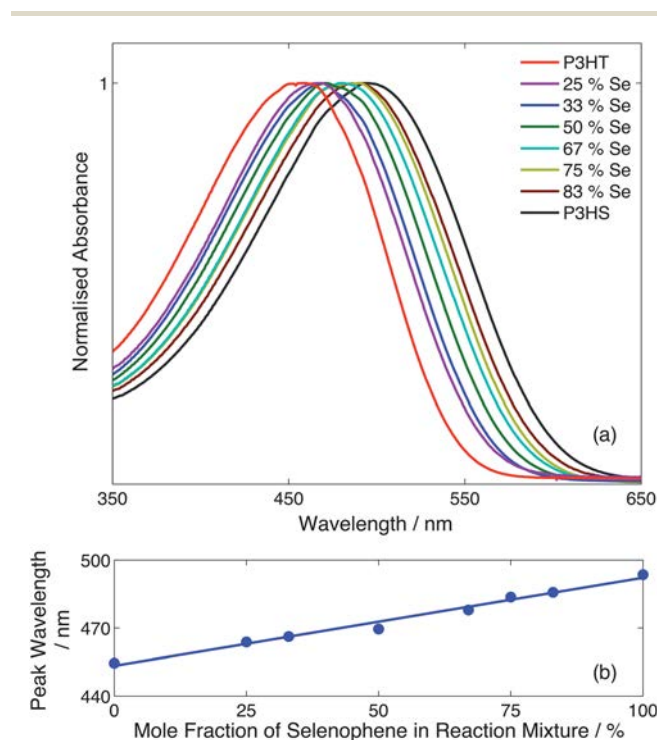 1
P3HT
25 % Se
33 % Se
50 % Se
67 % Se
75 % Se
83 % Se
P3HS
Normalised Absorbance
(a)
350 450 550 650
Wavelength / nm
500
470
440
Peak Wavelength
/ nm
(b)
0 25 50 75 100
Mole Fraction of Selenophene in Reaction Mixture / %